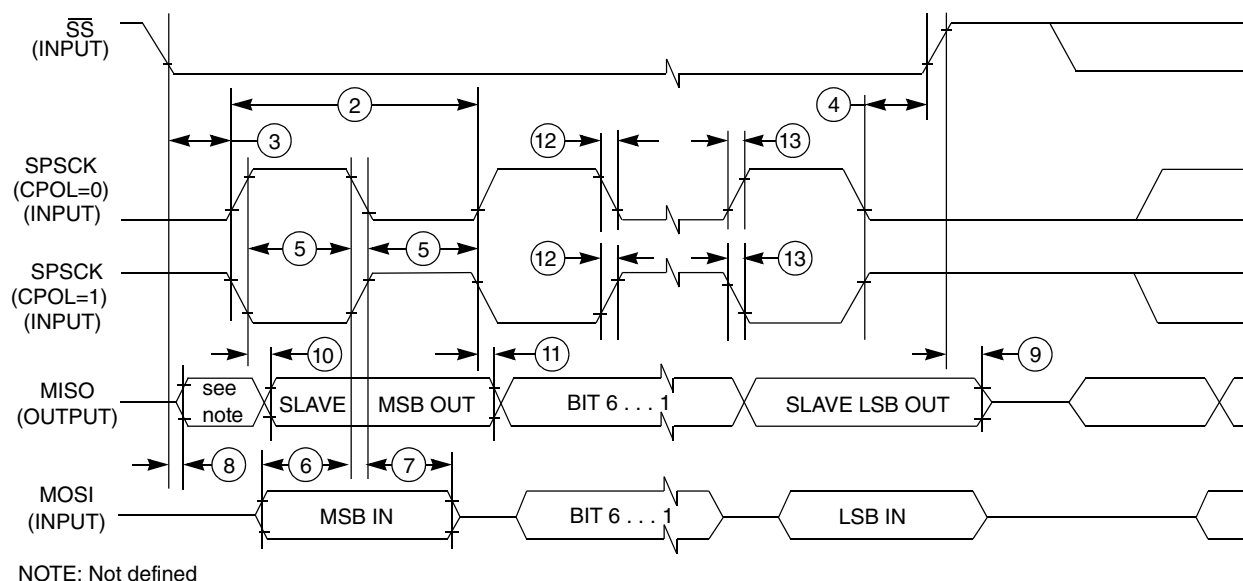 SS
(INPUT)
2
4
3
12
13
SPSCK
(CPOL=0)
(INPUT)
5
5
SPSCK
(CPOL=1)
(INPUT)
12
13
10
11
9
MISO
(OUTPUT)
see
note
SLAVE
MSB OUT
BIT 6 . . . 1
SLAVE LSB OUT
8
6
7
MOSI
(INPUT)
MSB IN
BIT 6 . . . 1
LSB IN
NOTE: Not defined